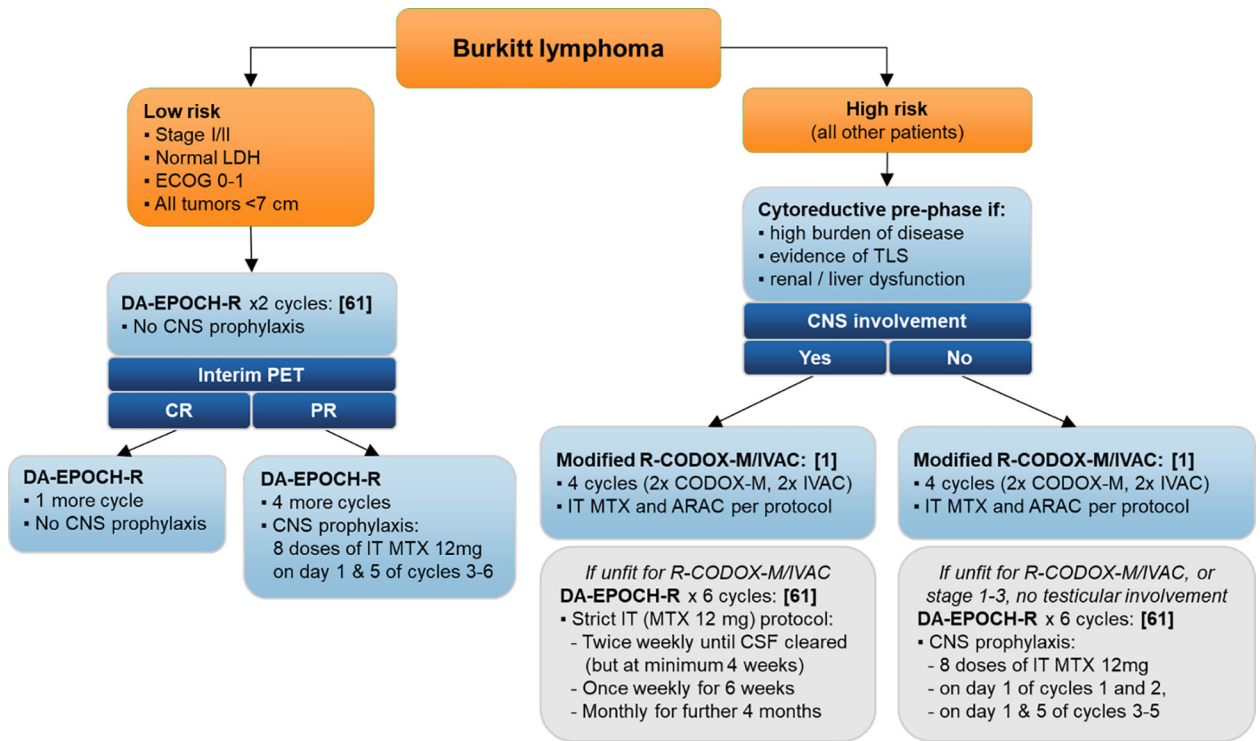 Burkitt lymphoma
Low risk
▪ Stage I/II
▪ Normal LDH
▪ ECOG 0-1
▪ All tumors <7 cm
DA-EPOCH-R x2 cycles: [61]
▪ No CNS prophylaxis
Interim PET
CR
PR
DA-EPOCH-R
▪ 1 more cycle
▪ No CNS prophylaxis
DA-EPOCH-R
▪ 4 more cycles
▪ CNS prophylaxis:
8 doses of IT MTX 12mg
on day 1 & 5 of cycles 3-6
High risk
(all other patients)
Cytoreductive pre-phase if:
▪ high burden of disease
▪ evidence of TLS
▪ renal / liver dysfunction
CNS involvement
Yes
No
Modified R-CODOX-M/IVAC: [1]
▪ 4 cycles (2x CODOX-M, 2x IVAC)
▪ IT MTX and ARAC per protocol
If unfit for R-CODOX-M/IVAC
DA-EPOCH-R x 6 cycles: [61]
▪ Strict IT (MTX 12 mg) protocol:
- Twice weekly until CSF cleared
(but at minimum 4 weeks)
- Once weekly for 6 weeks
- Monthly for further 4 months
Modified R-CODOX-M/IVAC: [1]
▪ 4 cycles (2x CODOX-M, 2x IVAC)
▪ IT MTX and ARAC per protocol
If unfit for R-CODOX-M/IVAC, or
stage 1-3, no testicular involvement
DA-EPOCH-R x 6 cycles: [61]
▪ CNS prophylaxis:
- 8 doses of IT MTX 12mg
- on day 1 of cycles 1 and 2,
- on day 1 & 5 of cycles 3-5